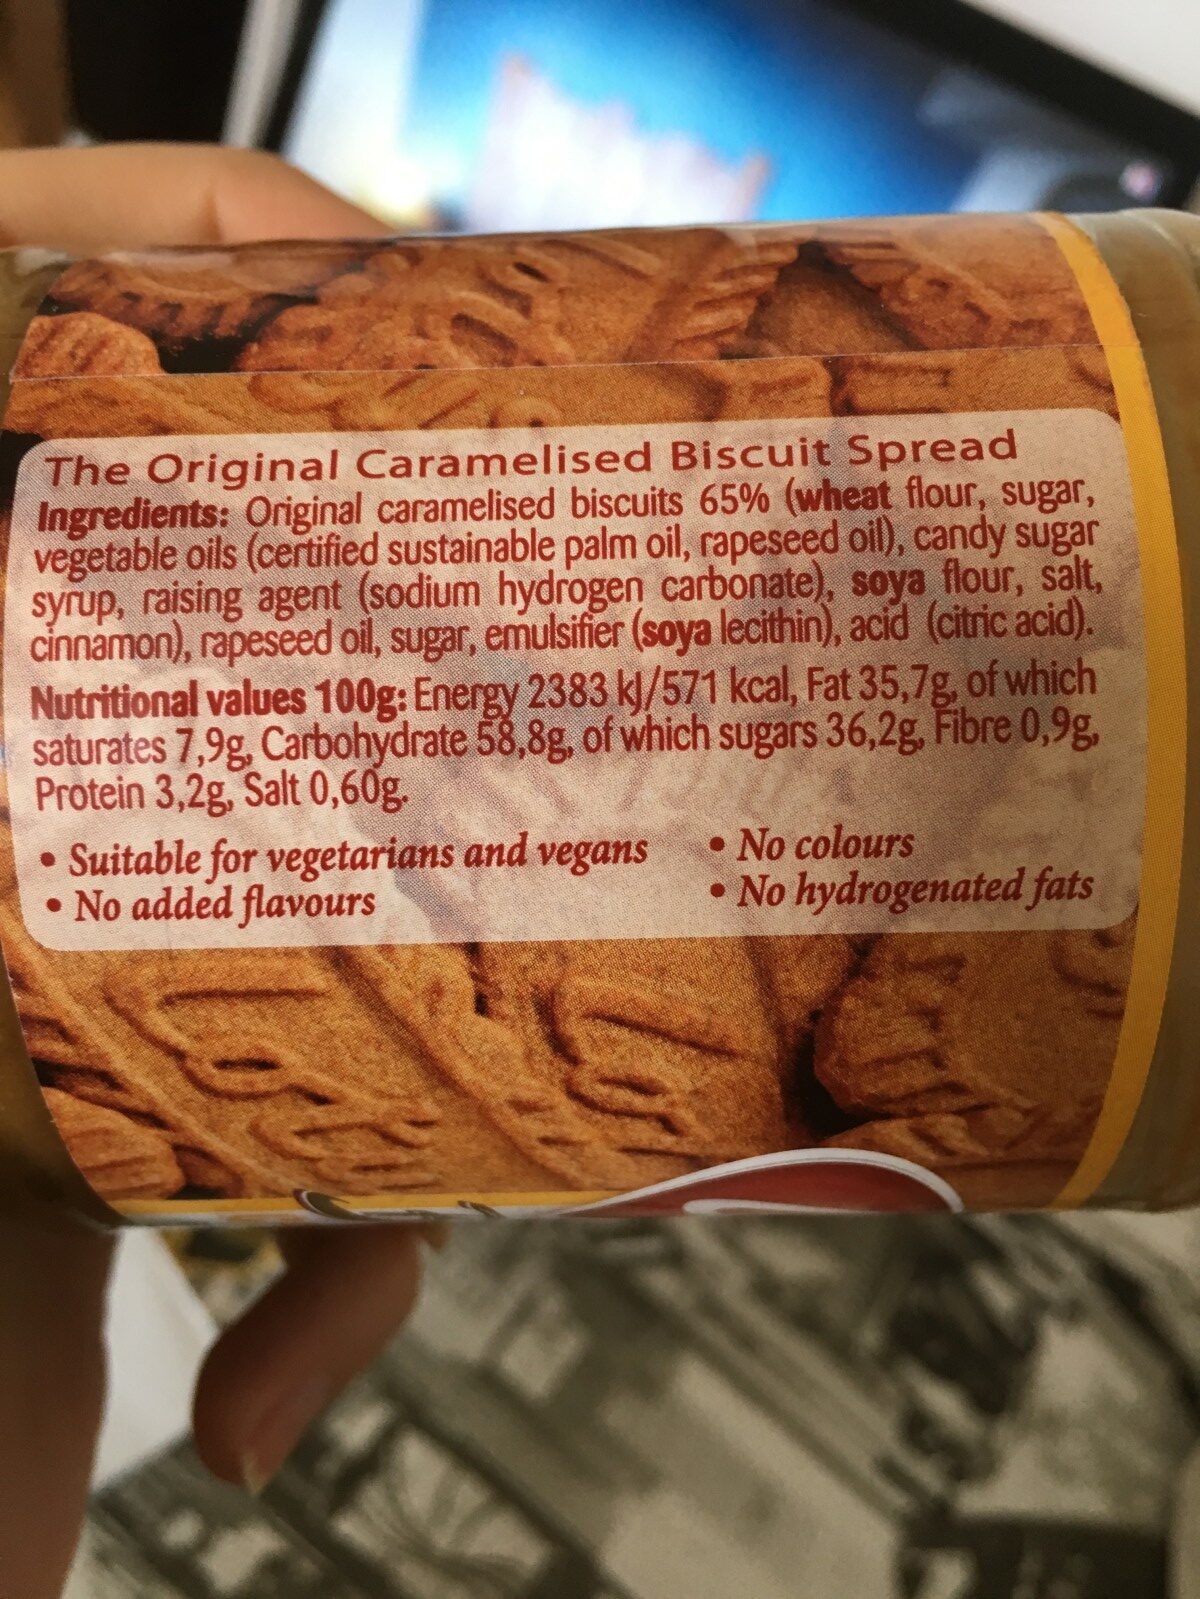 The Original Caramelised Biscuit Spread
Ingredients: Original caramelised biscuits 65% (wheat flour, sugar,
vegetable oils (certified sustainable palm oil, rapeseed oil), candy sugar
syrup, raising agent (sodium hydrogen carbonate), soya flour, salt,
cinnamon), rapeseed oil, sugar, emulsifier (soya lecithin), acid (citric acid).
Nutritional values 100g: Energy 2383 kJ/571 kcal, Fat 35,7g, of which
saturates 7,9g, Carbohydrate 58,8g, of which sugars 36,2g, Fibre 0,9g,
Protein 3,2g, Salt 0,60g.
• Suitable for vegetarians and vegans
• No added flavours
• No colours
• No hydrogenated fats